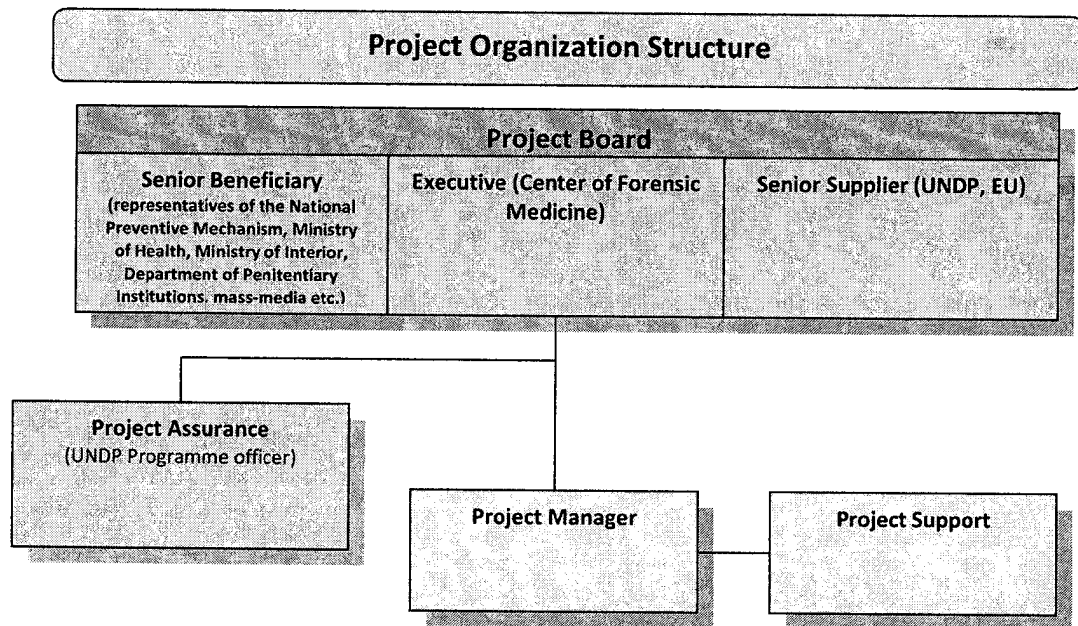 Project Organization Structure
Project Board
Senior Beneficiary
(representatives of the National
Preventive Mechanism, Ministry
of Health, Ministry of Interior,
Department of Penitentiary
Institutions, mass-media etc.)
Executive (Center of Forensic
Medicine)
Senior Supplier (UNDP, EU)
Project Assurance
(UNDP Programme officer)
Project Manager
Project Support